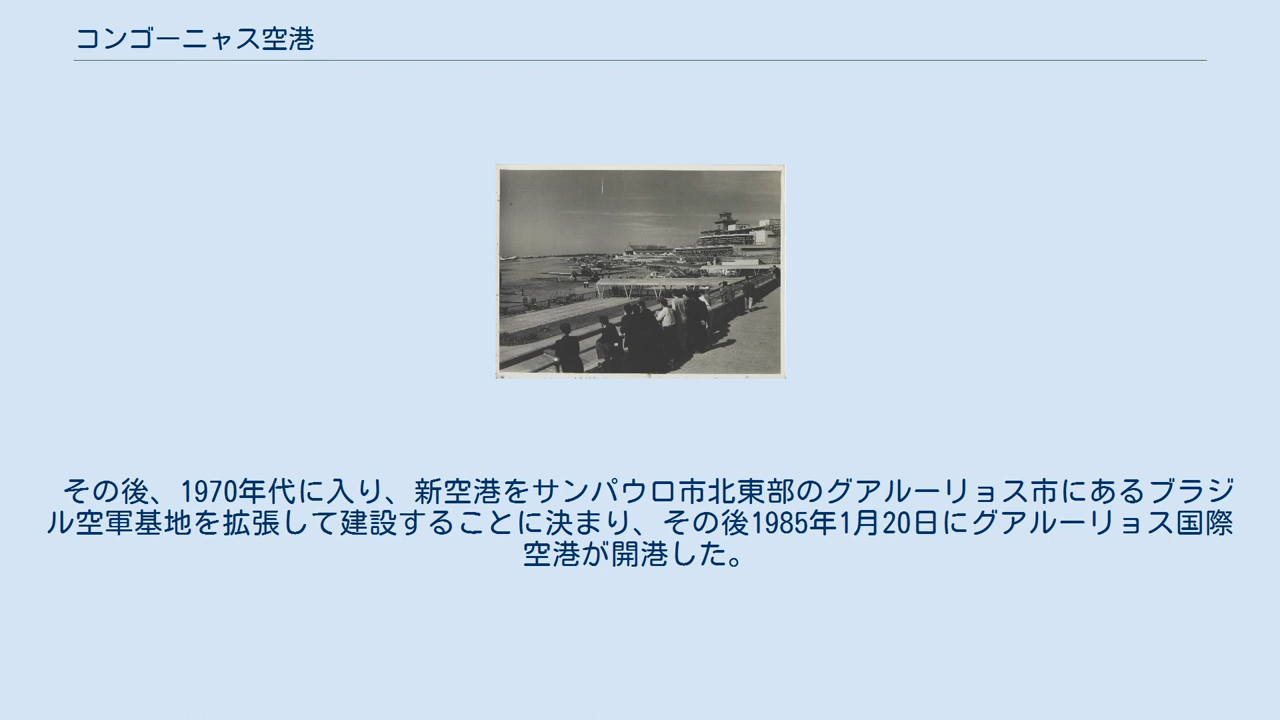 コンゴーニャス空港
その後、1970年代に入り、新空港をサンパウロ市北東部のグアルーリョス市にあるブラジ
ル空軍基地を拡張して建設することに決まり、その後1985年1月20日にグアルーリョス国際
空港が開港した。